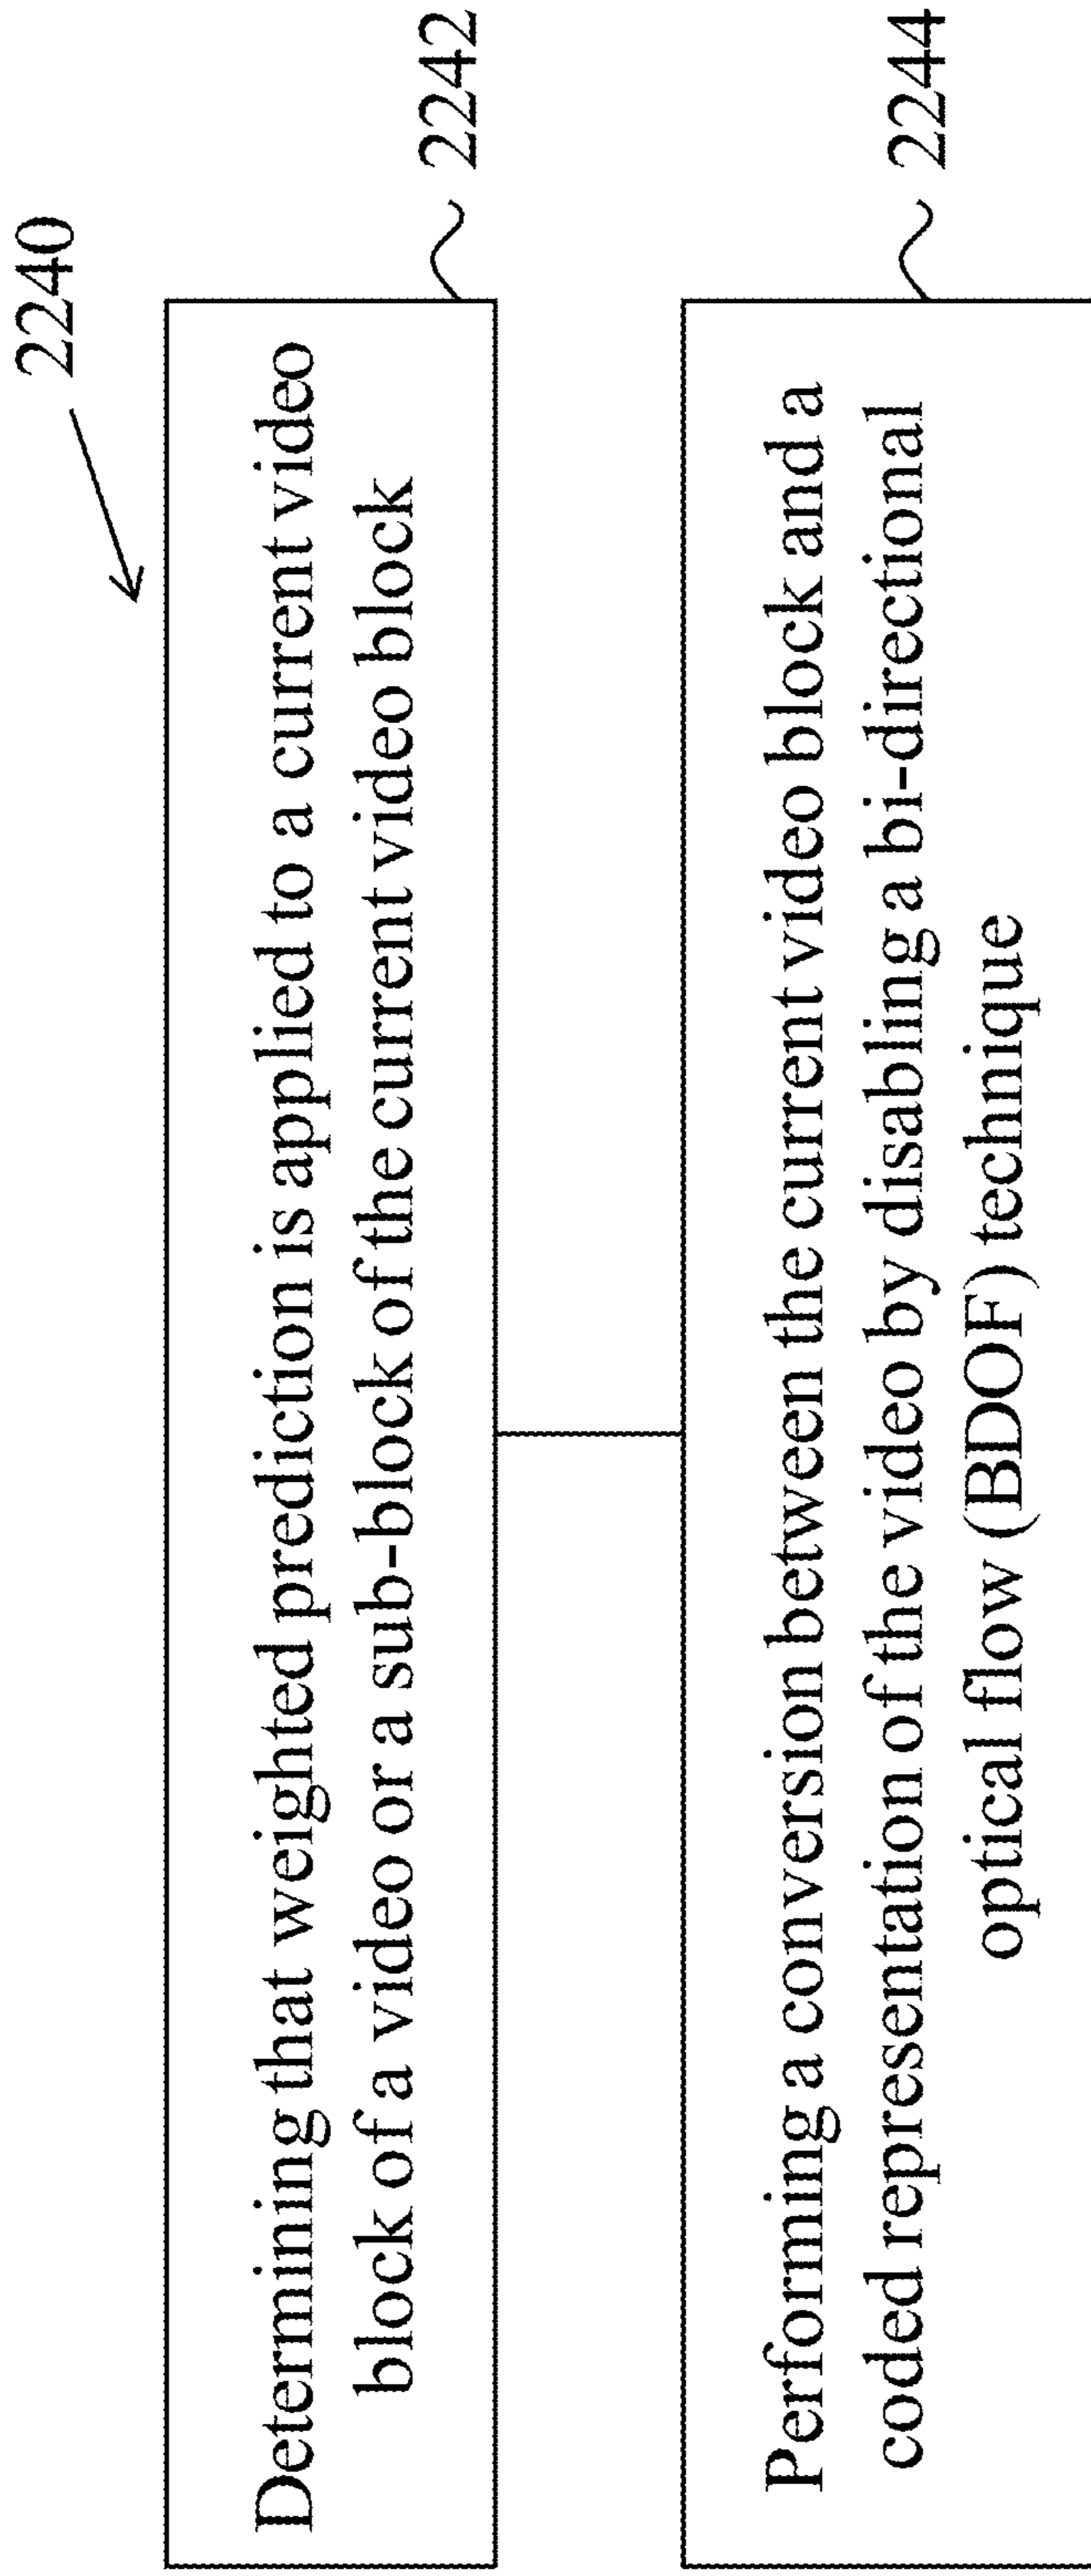 2240
Determining that weighted prediction is applied to a current video
block of a video or a sub-block of the current video block
2242
Performing a conversion between the current video block and a
coded representation of the video by disabling a bi-directional
optical flow (BDOF) technique
2244